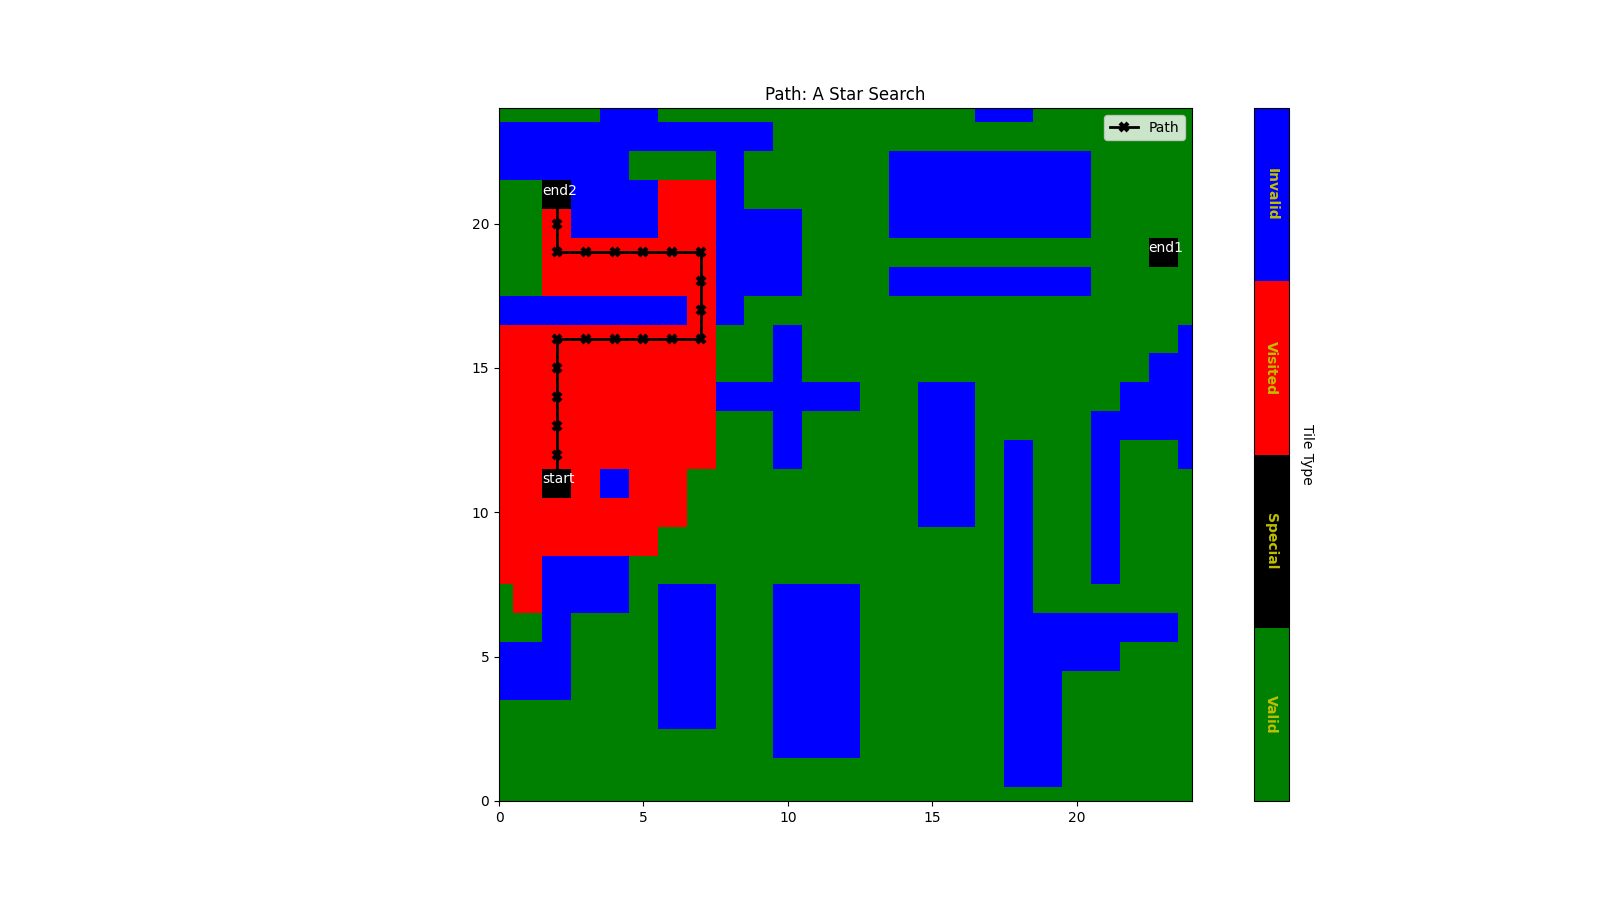 Path: A Star Search
Path
end2
end1
start
20
15
10
5
0
0 5 10 15 20
Invalid
Visited
Special
Valid
Tile Type